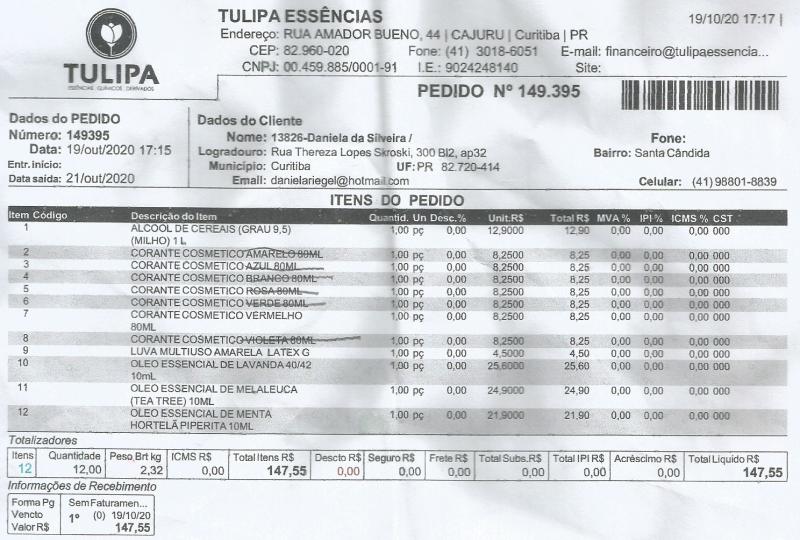 TULIPA
ESSÊNCIAS QUÍMICOS DERIVADOS
TULIPA ESSÊNCIAS
19/10/20 17:17 |
Endereço: RUA AMADOR BUENO, 44 | CAJURU | Curitiba | PR
CEP: 82.960-020 Fone: (41) 3018-6051 E-mail: financeiro@tulipaessencia...
CNPJ: 00.459.885/0001-91 I.E.: 9024248140 Site:
PEDIDO Nº 149.395
Dados do PEDIDO
Número: 149395
Data: 19/out/2020 17:15
Entr. início:
Data saída: 21/out/2020
Dados do Cliente
Nome: 13826-Daniela da Silveira / Fone:
Logradouro: Rua Thereza Lopes Skroski, 300 Bl2, ap32 Bairro: Santa Cândida
Município: Curitiba UF: PR 82.720-414
Email: danielariegel@hotmail.com Celular: (41) 98801-8839
ITENS DO PEDIDO
Item Código Descrição do Item Quantid. Un Desc.% Unit.R$ Total R$ MVA % IPI % ICMS % CST
1 ALCOOL DE CEREAIS (GRAU 9,5) 1,00 pç 0,00 12,9000 12,90 0,00 0,00 0,00 000
(MILHO) 1 L
2 CORANTE COSMETICO AMARELO 80ML 1,00 pç 0,00 8,2500 8,25 0,00 0,00 0,00 000
3 CORANTE COSMETICO AZUL 80ML 1,00 pç 0,00 8,2500 8,25 0,00 0,00 0,00 000
4 CORANTE COSMETICO BRANCO 80ML 1,00 pç 0,00 8,2500 8,25 0,00 0,00 0,00 000
5 CORANTE COSMETICO ROSA 80ML 1,00 pç 0,00 8,2500 8,25 0,00 0,00 0,00 000
6 CORANTE COSMETICO VERDE 80ML 1,00 pç 0,00 8,2500 8,25 0,00 0,00 0,00 000
7 CORANTE COSMETICO VERMELHO 1,00 pç 0,00 8,2500 8,25 0,00 0,00 0,00 000
80ML
8 CORANTE COSMETICO VIOLETA 80ML 1,00 pç 0,00 8,2500 8,25 0,00 0,00 0,00 000
9 LUVA MULTIUSO AMARELA LATEX G 1,00 pç 0,00 4,5000 4,50 0,00 0,00 0,00 000
10 OLEO ESSENCIAL DE LAVANDA 40/42 1,00 pç 0,00 25,6000 25,60 0,00 0,00 0,00 000
10mL
11 OLEO ESSENCIAL DE MELALEUCA 1,00 pç 0,00 24,9000 24,90 0,00 0,00 0,00 000
(TEA TREE) 10ML
12 OLEO ESSENCIAL DE MENTA 1,00 pç 0,00 21,9000 21,90 0,00 0,00 0,00 000
HORTELÃ PIPERITA 10ML
Totalizadores
Itens Quantidade Peso,Brt kg ICMS R$ Total Itens R$ Descto R$ Seguro R$ Frete R$ Total Subs.R$ Total IPI R$ Acréscimo R$ Total Liquido R$
12 12,00 2,32 0,00 147,55 0,00 0,00 0,00 0,00 0,00 0,00 147,55
Informações de Recebimento
Forma Pg Sem Faturamen...
Vencto 1º (0) 19/10/20
Valor R$ 147,55